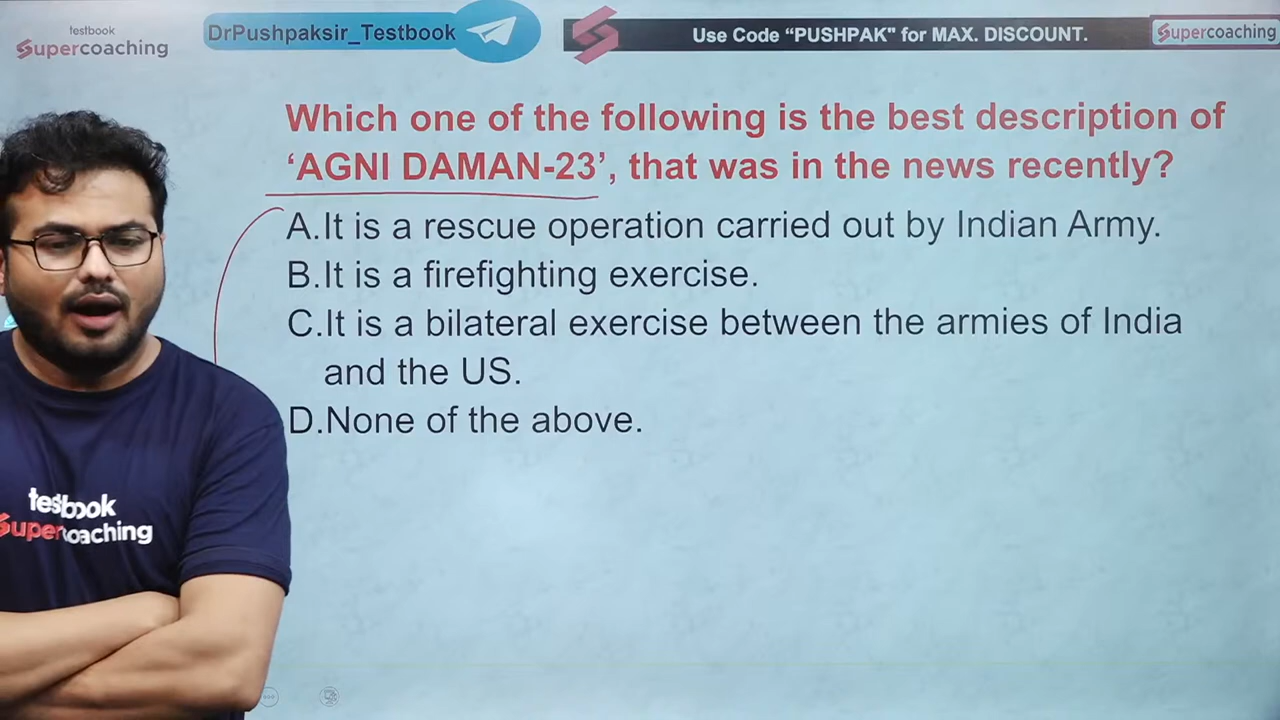 testbook
Supercoaching
DrPushpaksir_Testbook
Use Code “PUSHPAK" for MAX. DISCOUNT.
Supercoaching
Which one of the following is the best description of
‘AGNI DAMAN-23’, that was in the news recently?
A.It is a rescue operation carried out by Indian Army.
B.It is a firefighting exercise.
C.It is a bilateral exercise between the armies of India
and the US.
D.None of the above.
testbook
Supercoaching